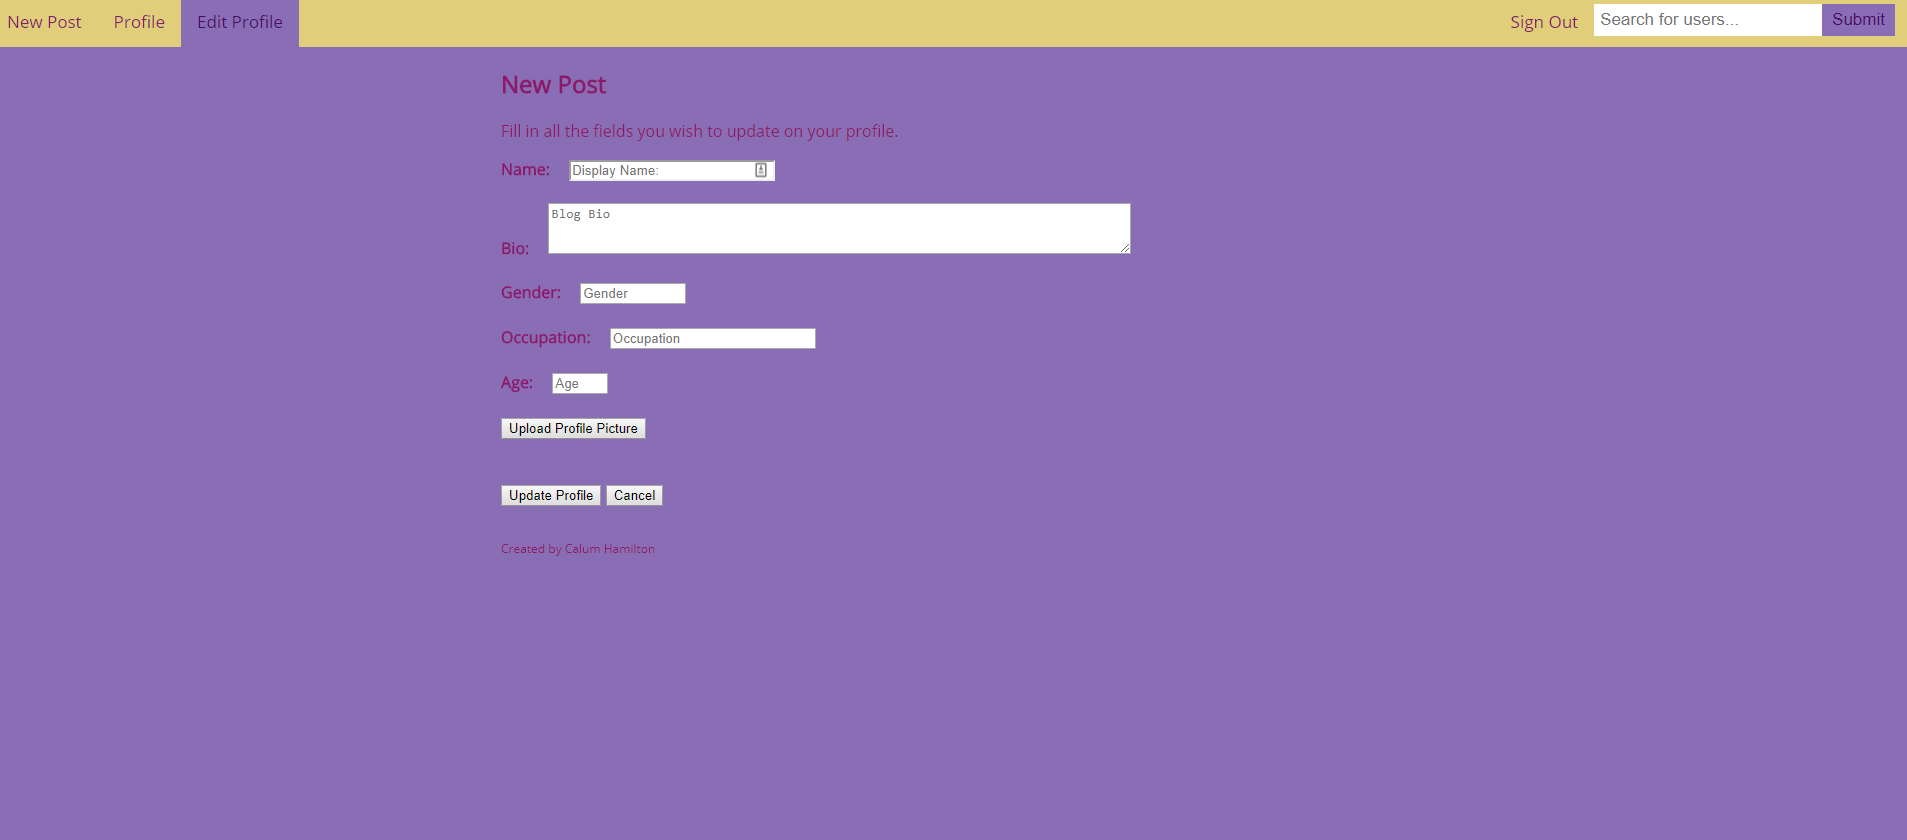 New Post Profile Edit Profile Sign Out Search for users... Submit
New Post
Fill in all the fields you wish to update on your profile.
Name: Display Name:
Blog Bio
Bio:
Gender: Gender
Occupation: Occupation
Age: Age
Upload Profile Picture
Update Profile Cancel
Created by Calum Hamilton